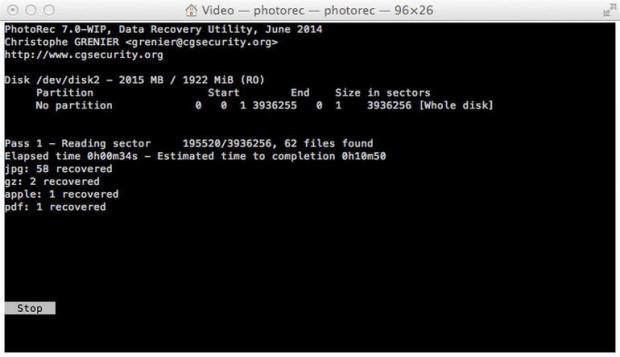 Video — photorec — photorec — 96×26
PhotoRec 7.0-WIP, Data Recovery Utility, June 2014
Christophe GRENIER <grenier@cgsecurity.org>
http://www.cgsecurity.org
Disk /dev/disk2 - 2015 MB / 1922 MiB (RO)
Partition Start End Size in sectors
No partition 0 0 1 3936255 0 1 3936256 [Whole disk]
Pass 1 - Reading sector 195520/3936256, 62 files found
Elapsed time 0h00m34s - Estimated time to completion 0h10m50
jpg: 58 recovered
gz: 2 recovered
apple: 1 recovered
pdf: 1 recovered
Stop